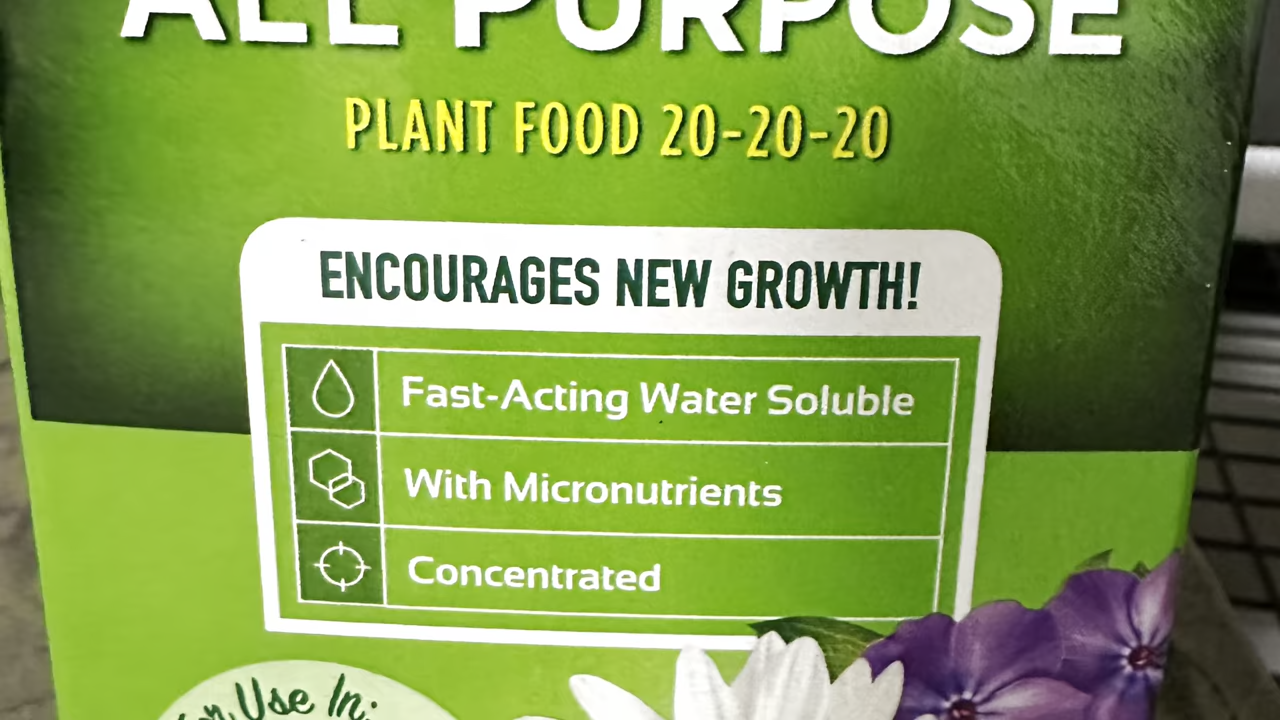 ALL PURPOSE
PLANT FOOD 20-20-20
ENCOURAGES NEW GROWTH!
Fast-Acting Water Soluble
With Micronutrients
Concentrated
For Use In: